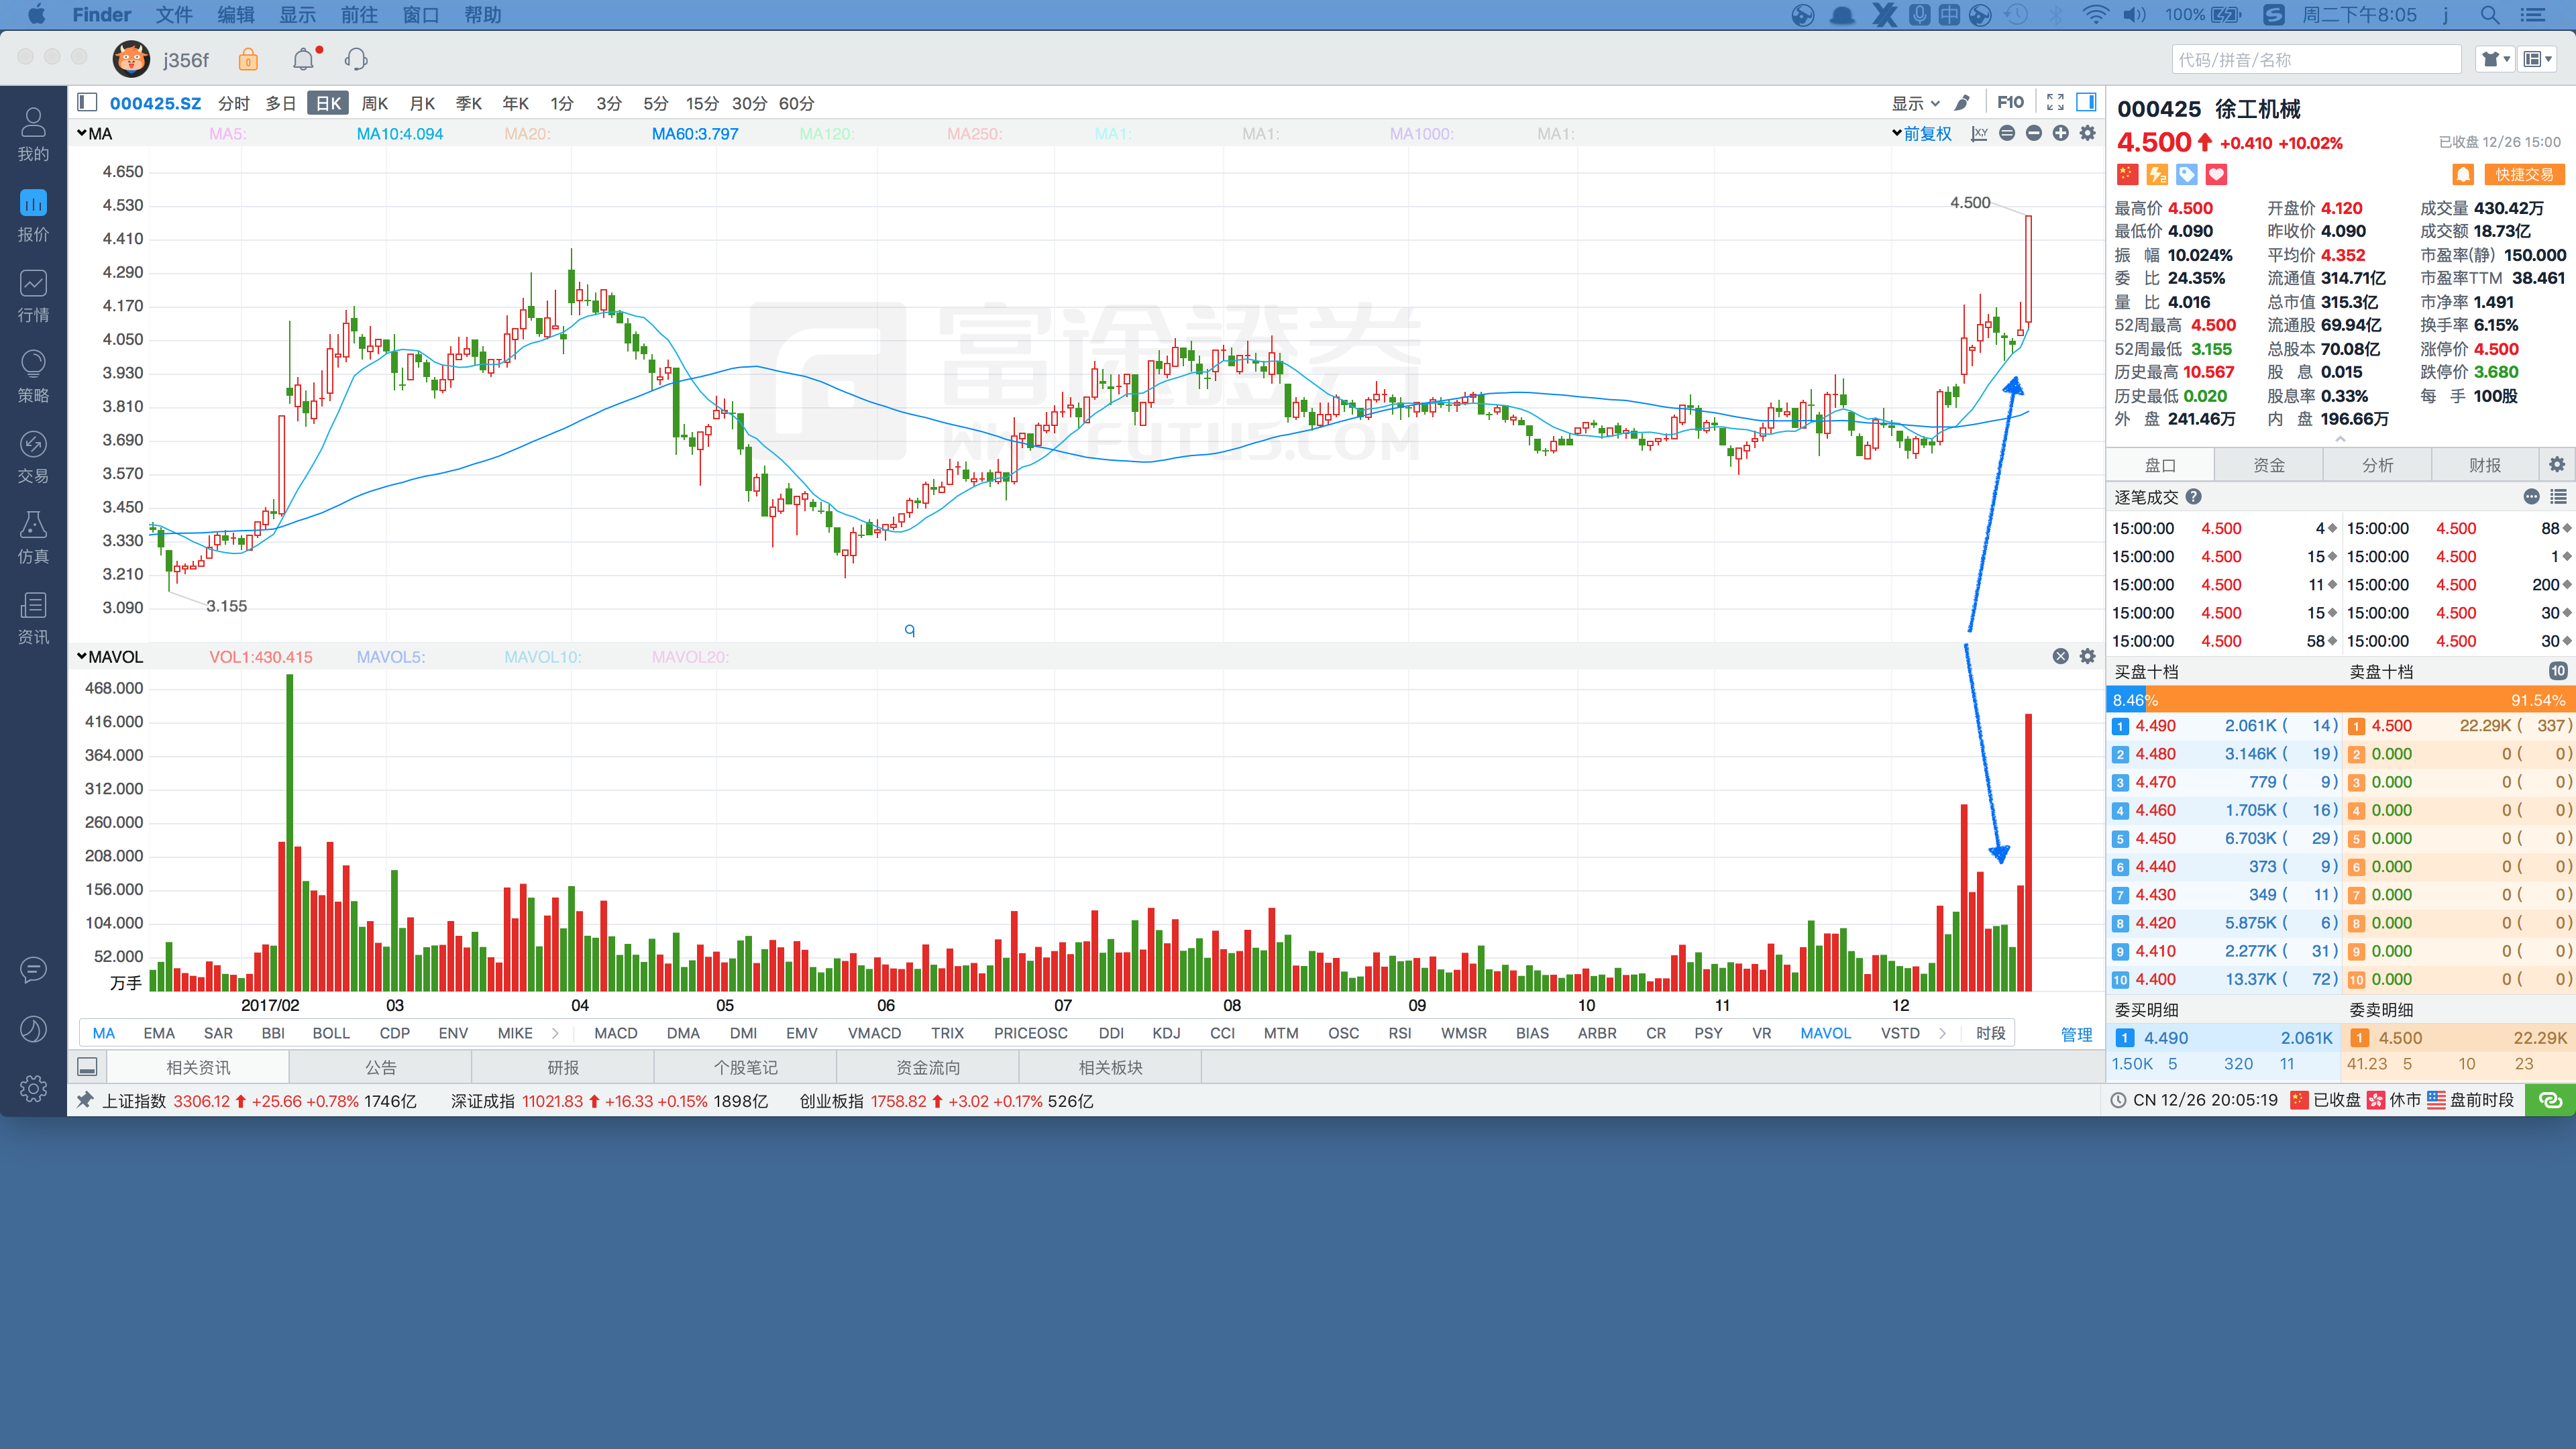 Finder 文件 编辑 显示 前往 窗口 帮助 100% 周二下午8:05 j
j356f 代码/拼音/名称
我的
报价
行情
策略
交易
仿真
资讯
000425.SZ 分时 多日 日K 周K 月K 季K 年K 1分 3分 5分 15分 30分 60分 显示 F10
MA MA5: MA10:4.094 MA20: MA60:3.797 MA120: MA250: MA1: MA1: MA1000: MA1: 前复权
4.650
4.530
4.410
4.290
4.170
4.050
3.930
3.810
3.690
3.570
3.450
3.330
3.210
3.090
4.500
3.155
富途證券
WWW.FUTU5.COM
MAVOL VOL1:430.415 MAVOL5: MAVOL10: MAVOL20:
468.000
416.000
364.000
312.000
260.000
208.000
156.000
104.000
52.000
万手
2017/02 03 04 05 06 07 08 09 10 11 12
MA EMA SAR BBI BOLL CDP ENV MIKE MACD DMA DMI EMV VMACD TRIX PRICEOSC DDI KDJ CCI MTM OSC RSI WMSR BIAS ARBR CR PSY VR MAVOL VSTD 时段 管理
相关资讯 公告 研报 个股笔记 资金流向 相关板块
000425 徐工机械
4.500 +0.410 +10.02% 已收盘 12/26 15:00
快捷交易
最高价 4.500 开盘价 4.120 成交量 430.42万
最低价 4.090 昨收价 4.090 成交额 18.73亿
振 幅 10.024% 平均价 4.352 市盈率(静) 150.000
委 比 24.35% 流通值 314.71亿 市盈率TTM 38.461
量 比 4.016 总市值 315.3亿 市净率 1.491
52周最高 4.500 流通股 69.94亿 换手率 6.15%
52周最低 3.155 总股本 70.08亿 涨停价 4.500
历史最高 10.567 股 息 0.015 跌停价 3.680
历史最低 0.020 股息率 0.33% 每 手 100股
外 盘 241.46万 内 盘 196.66万
盘口 资金 分析 财报
逐笔成交
15:00:00 4.500 4 15:00:00 4.500 88
15:00:00 4.500 15 15:00:00 4.500 1
15:00:00 4.500 11 15:00:00 4.500 200
15:00:00 4.500 15 15:00:00 4.500 30
15:00:00 4.500 58 15:00:00 4.500 30
买盘十档 卖盘十档 10
8.46% 91.54%
1 4.490 2.061K ( 14) 1 4.500 22.29K ( 337)
2 4.480 3.146K ( 19) 2 0.000 0 ( 0)
3 4.470 779 ( 9) 3 0.000 0 ( 0)
4 4.460 1.705K ( 16) 4 0.000 0 ( 0)
5 4.450 6.703K ( 29) 5 0.000 0 ( 0)
6 4.440 373 ( 9) 6 0.000 0 ( 0)
7 4.430 349 ( 11) 7 0.000 0 ( 0)
8 4.420 5.875K ( 6) 8 0.000 0 ( 0)
9 4.410 2.277K ( 31) 9 0.000 0 ( 0)
10 4.400 13.37K ( 72) 10 0.000 0 ( 0)
委买明细 委卖明细
1 4.490 2.061K 1 4.500 22.29K
1.50K 5 320 11 41.23 5 10 23
上证指数 3306.12 +25.66 +0.78% 1746亿 深证成指 11021.83 +16.33 +0.15% 1898亿 创业板指 1758.82 +3.02 +0.17% 526亿 CN 12/26 20:05:19 已收盘 休市 盘前时段